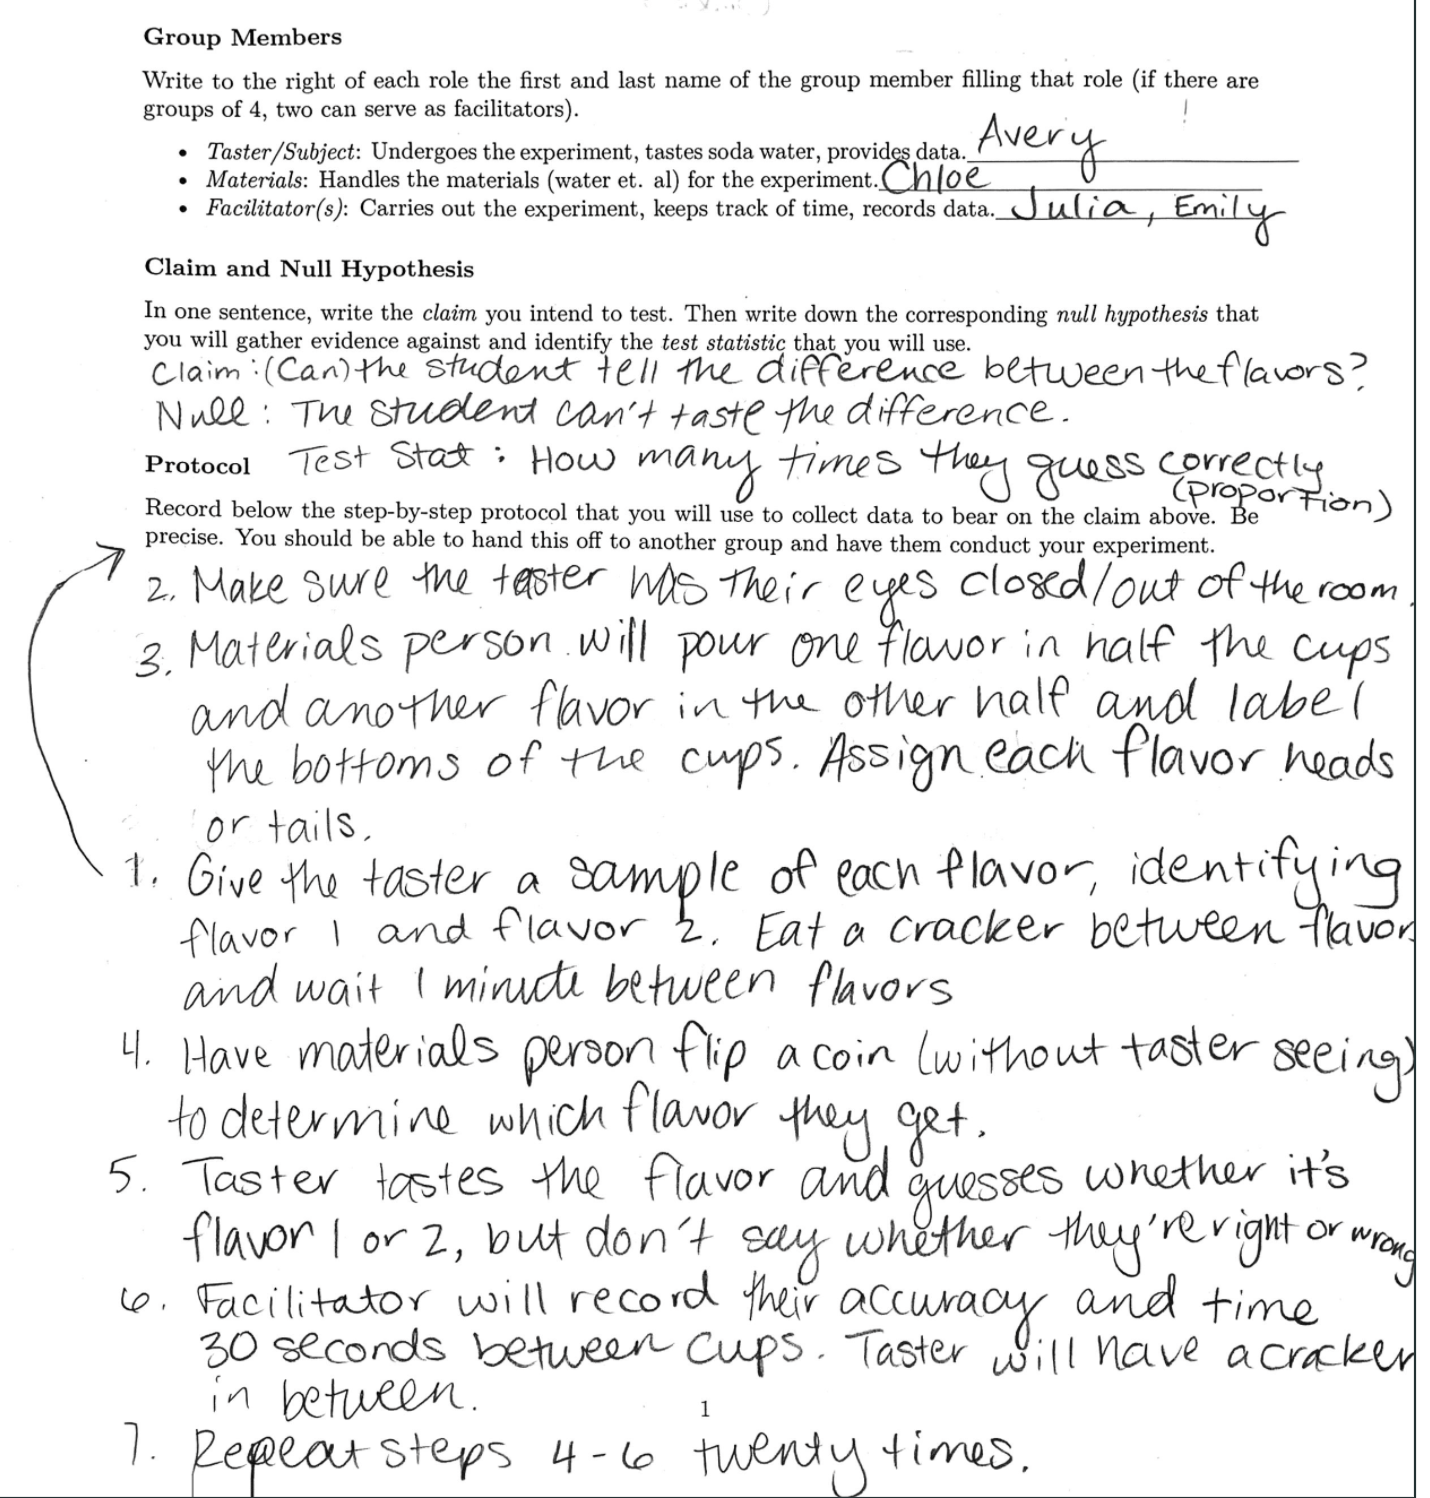 Group Members
Write to the right of each role the first and last name of the group member filling that role (if there are
groups of 4, two can serve as facilitators).
• Taster/Subject: Undergoes the experiment, tastes soda water, provides data. Avery
• Materials: Handles the materials (water et. al) for the experiment. Chloe
• Facilitator(s): Carries out the experiment, keeps track of time, records data. Julia, Emily
Claim and Null Hypothesis
In one sentence, write the claim you intend to test. Then write down the corresponding null hypothesis that
you will gather evidence against and identify the test statistic that you will use.
Claim: (Can) the student tell the difference between the flavors?
Null: The student can't taste the difference.
Protocol Test Stat: How many times they guess correctly
(proportion)
Record below the step-by-step protocol that you will use to collect data to bear on the claim above. Be
precise. You should be able to hand this off to another group and have them conduct your experiment.
2. Make sure the taster has their eyes closed/out of the room.
3. Materials person will pour one flavor in half the cups
and another flavor in the other half and label
the bottoms of the cups. Assign each flavor heads
or tails.
1. Give the taster a sample of each flavor, identifying
flavor 1 and flavor 2. Eat a cracker between flavor
and wait 1 minute between flavors
4. Have materials person flip a coin (without taster seeing)
to determine which flavor they get.
5. Taster tastes the flavor and guesses whether it's
flavor 1 or 2, but don't say whether they're right or wrong
6. Facilitator will record their accuracy and time
30 seconds between cups. Taster will have a cracker
in between.
1
7. Repeat steps 4-6 twenty times.